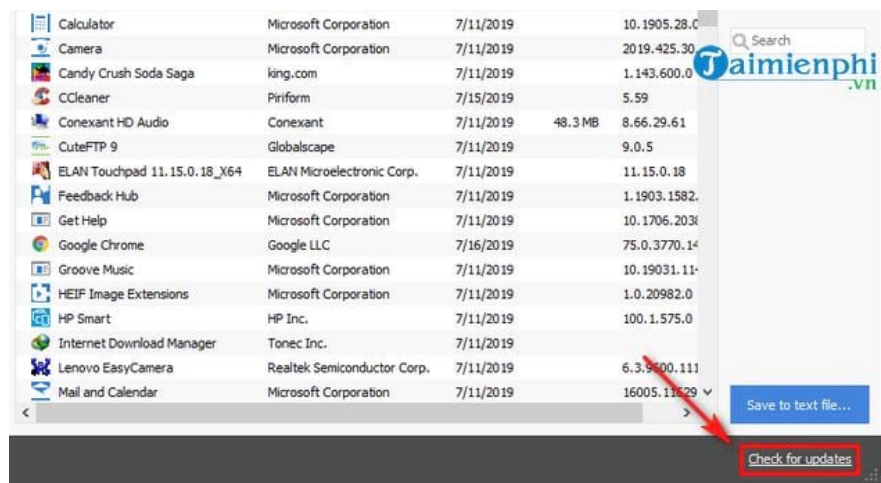 Calculator Microsoft Corporation 7/11/2019 10.1905.28.0
Camera Microsoft Corporation 7/11/2019 2019.425.30
Candy Crush Soda Saga king.com 7/11/2019 1.143.600.0
CCleaner Piriform 7/15/2019 5.59
Conexant HD Audio Conexant 7/11/2019 48.3 MB 8.66.29.61
CuteFTP 9 Globalscape 7/11/2019 9.0.5
ELAN Touchpad 11.15.0.18_X64 ELAN Microelectronic Corp. 7/11/2019 11.15.0.18
Feedback Hub Microsoft Corporation 7/11/2019 1.1903.1582.
Get Help Microsoft Corporation 7/11/2019 10.1706.2038
Google Chrome Google LLC 7/16/2019 75.0.3770.14
Groove Music Microsoft Corporation 7/11/2019 10.19031.114
HEIF Image Extensions Microsoft Corporation 7/11/2019 1.0.20982.0
HP Smart HP Inc. 7/11/2019 100.1.575.0
Internet Download Manager Tonec Inc. 7/11/2019
Lenovo EasyCamera Realtek Semiconductor Corp. 7/11/2019 6.3.9600.111
Mail and Calendar Microsoft Corporation 7/11/2019 16005.11629
Search
Taimienphi
.vn
Save to text file...
Check for updates